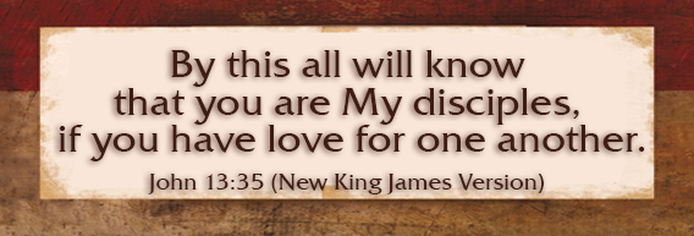 By this all will know
that you are My disciples,
if you have love for one another.
John 13:35 (New King James Version)